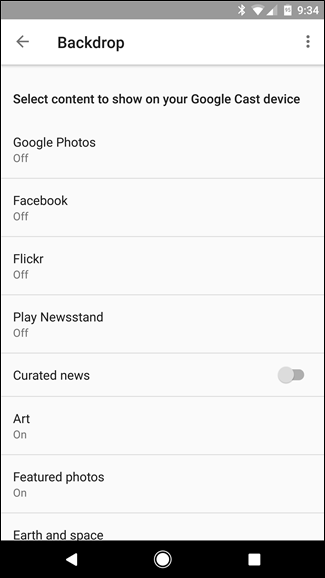 9:34
Backdrop
Select content to show on your Google Cast device
Google Photos
Off
Facebook
Off
Flickr
Off
Play Newsstand
Off
Curated news
Art
On
Featured photos
On
Earth and space